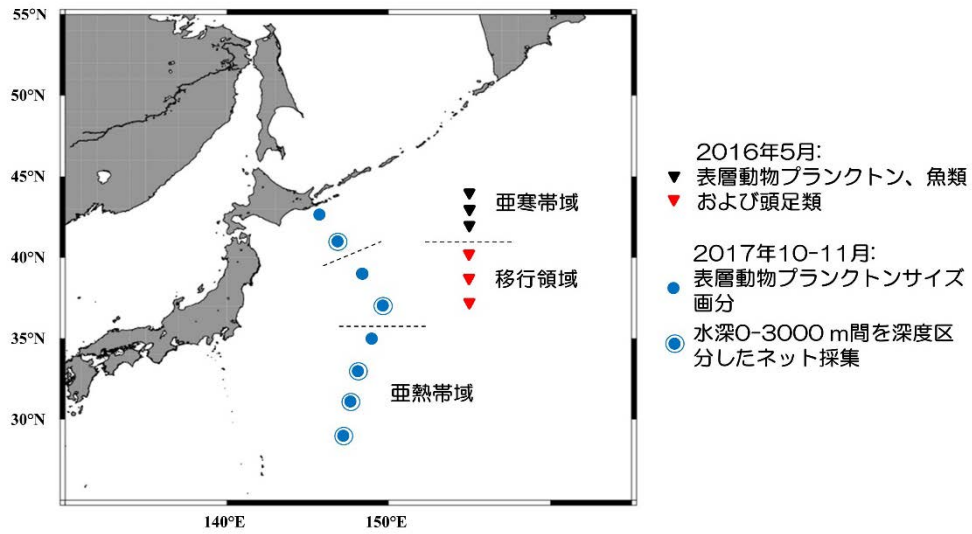 55°N
50°N
45°N
40°N
35°N
30°N
140°E
150°E
亜寒帯域
移行領域
亜熱帯域
2016年5月:
表層動物プランクトン、魚類
および頭足類
2017年10-11月:
表層動物プランクトンサイズ
画分
水深0-3000 m間を深度区
分したネット採集